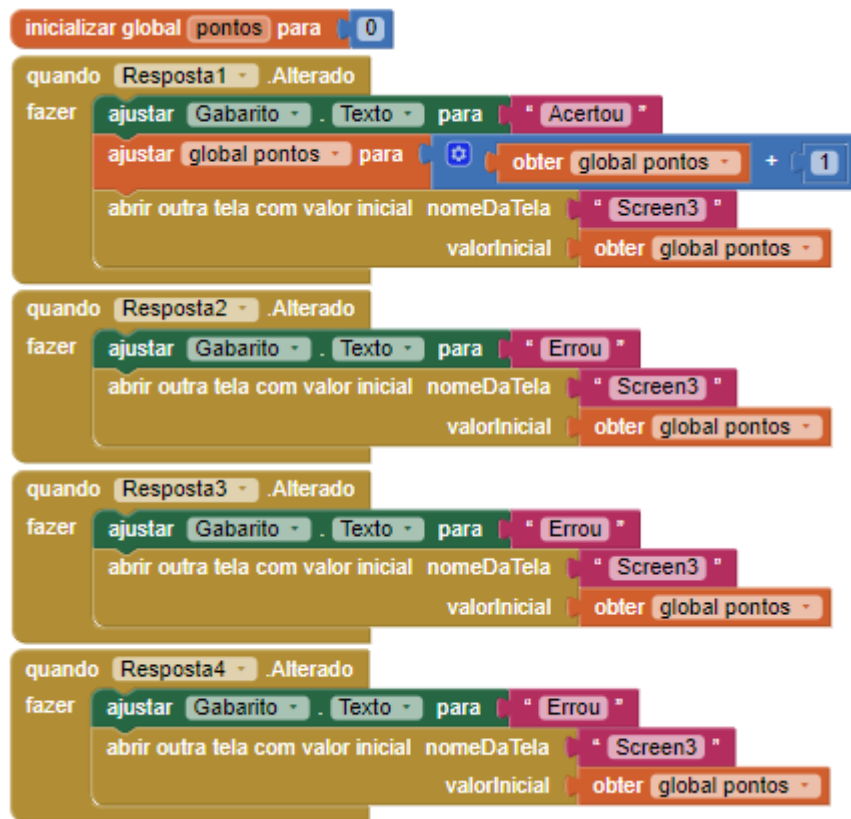 inicializar global pontos para 0
quando Resposta1 .Alterado
fazer ajustar Gabarito . Texto para " Acertou "
ajustar global pontos para obter global pontos + 1
abrir outra tela com valor inicial nomeDaTela " Screen3 "
valorInicial obter global pontos
quando Resposta2 .Alterado
fazer ajustar Gabarito . Texto para " Errou "
abrir outra tela com valor inicial nomeDaTela " Screen3 "
valorInicial obter global pontos
quando Resposta3 .Alterado
fazer ajustar Gabarito . Texto para " Errou "
abrir outra tela com valor inicial nomeDaTela " Screen3 "
valorInicial obter global pontos
quando Resposta4 .Alterado
fazer ajustar Gabarito . Texto para " Errou "
abrir outra tela com valor inicial nomeDaTela " Screen3 "
valorInicial obter global pontos